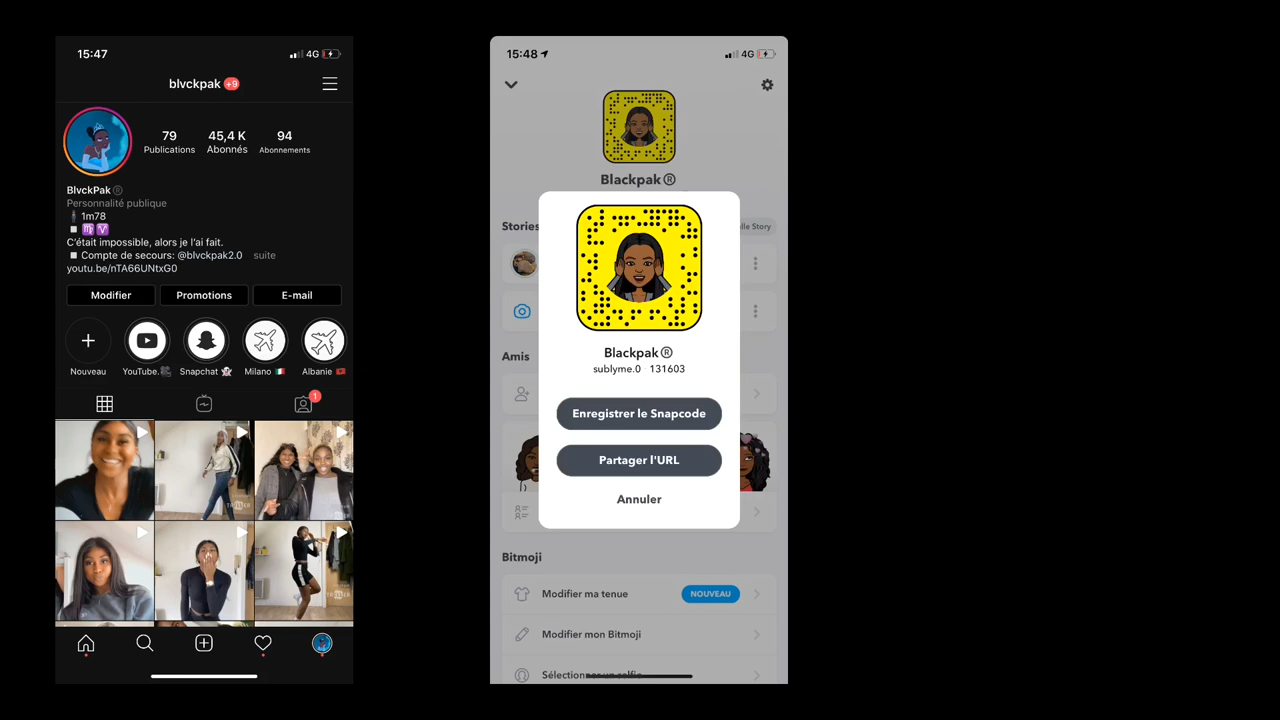 15:47
4G
blvckpak +9
79
45,4 K
94
Publications
Abonnés
Abonnements
BlvckPak ®
Personnalité publique
1m78
C'était impossible, alors je l'ai fait.
Compte de secours: @blvckpak2.0 suite
youtu.be/nTA66UNtxG0
Modifier
Promotions
E-mail
Nouveau
YouTube.
Snapchat
Milano
Albanie
1
15:48
4G
Blackpak®
Stories
Blackpak®
sublyme.0 131603
Enregistrer le Snapcode
Partager l'URL
Annuler
Amis
Bitmoji
Modifier ma tenue
NOUVEAU
Modifier mon Bitmoji